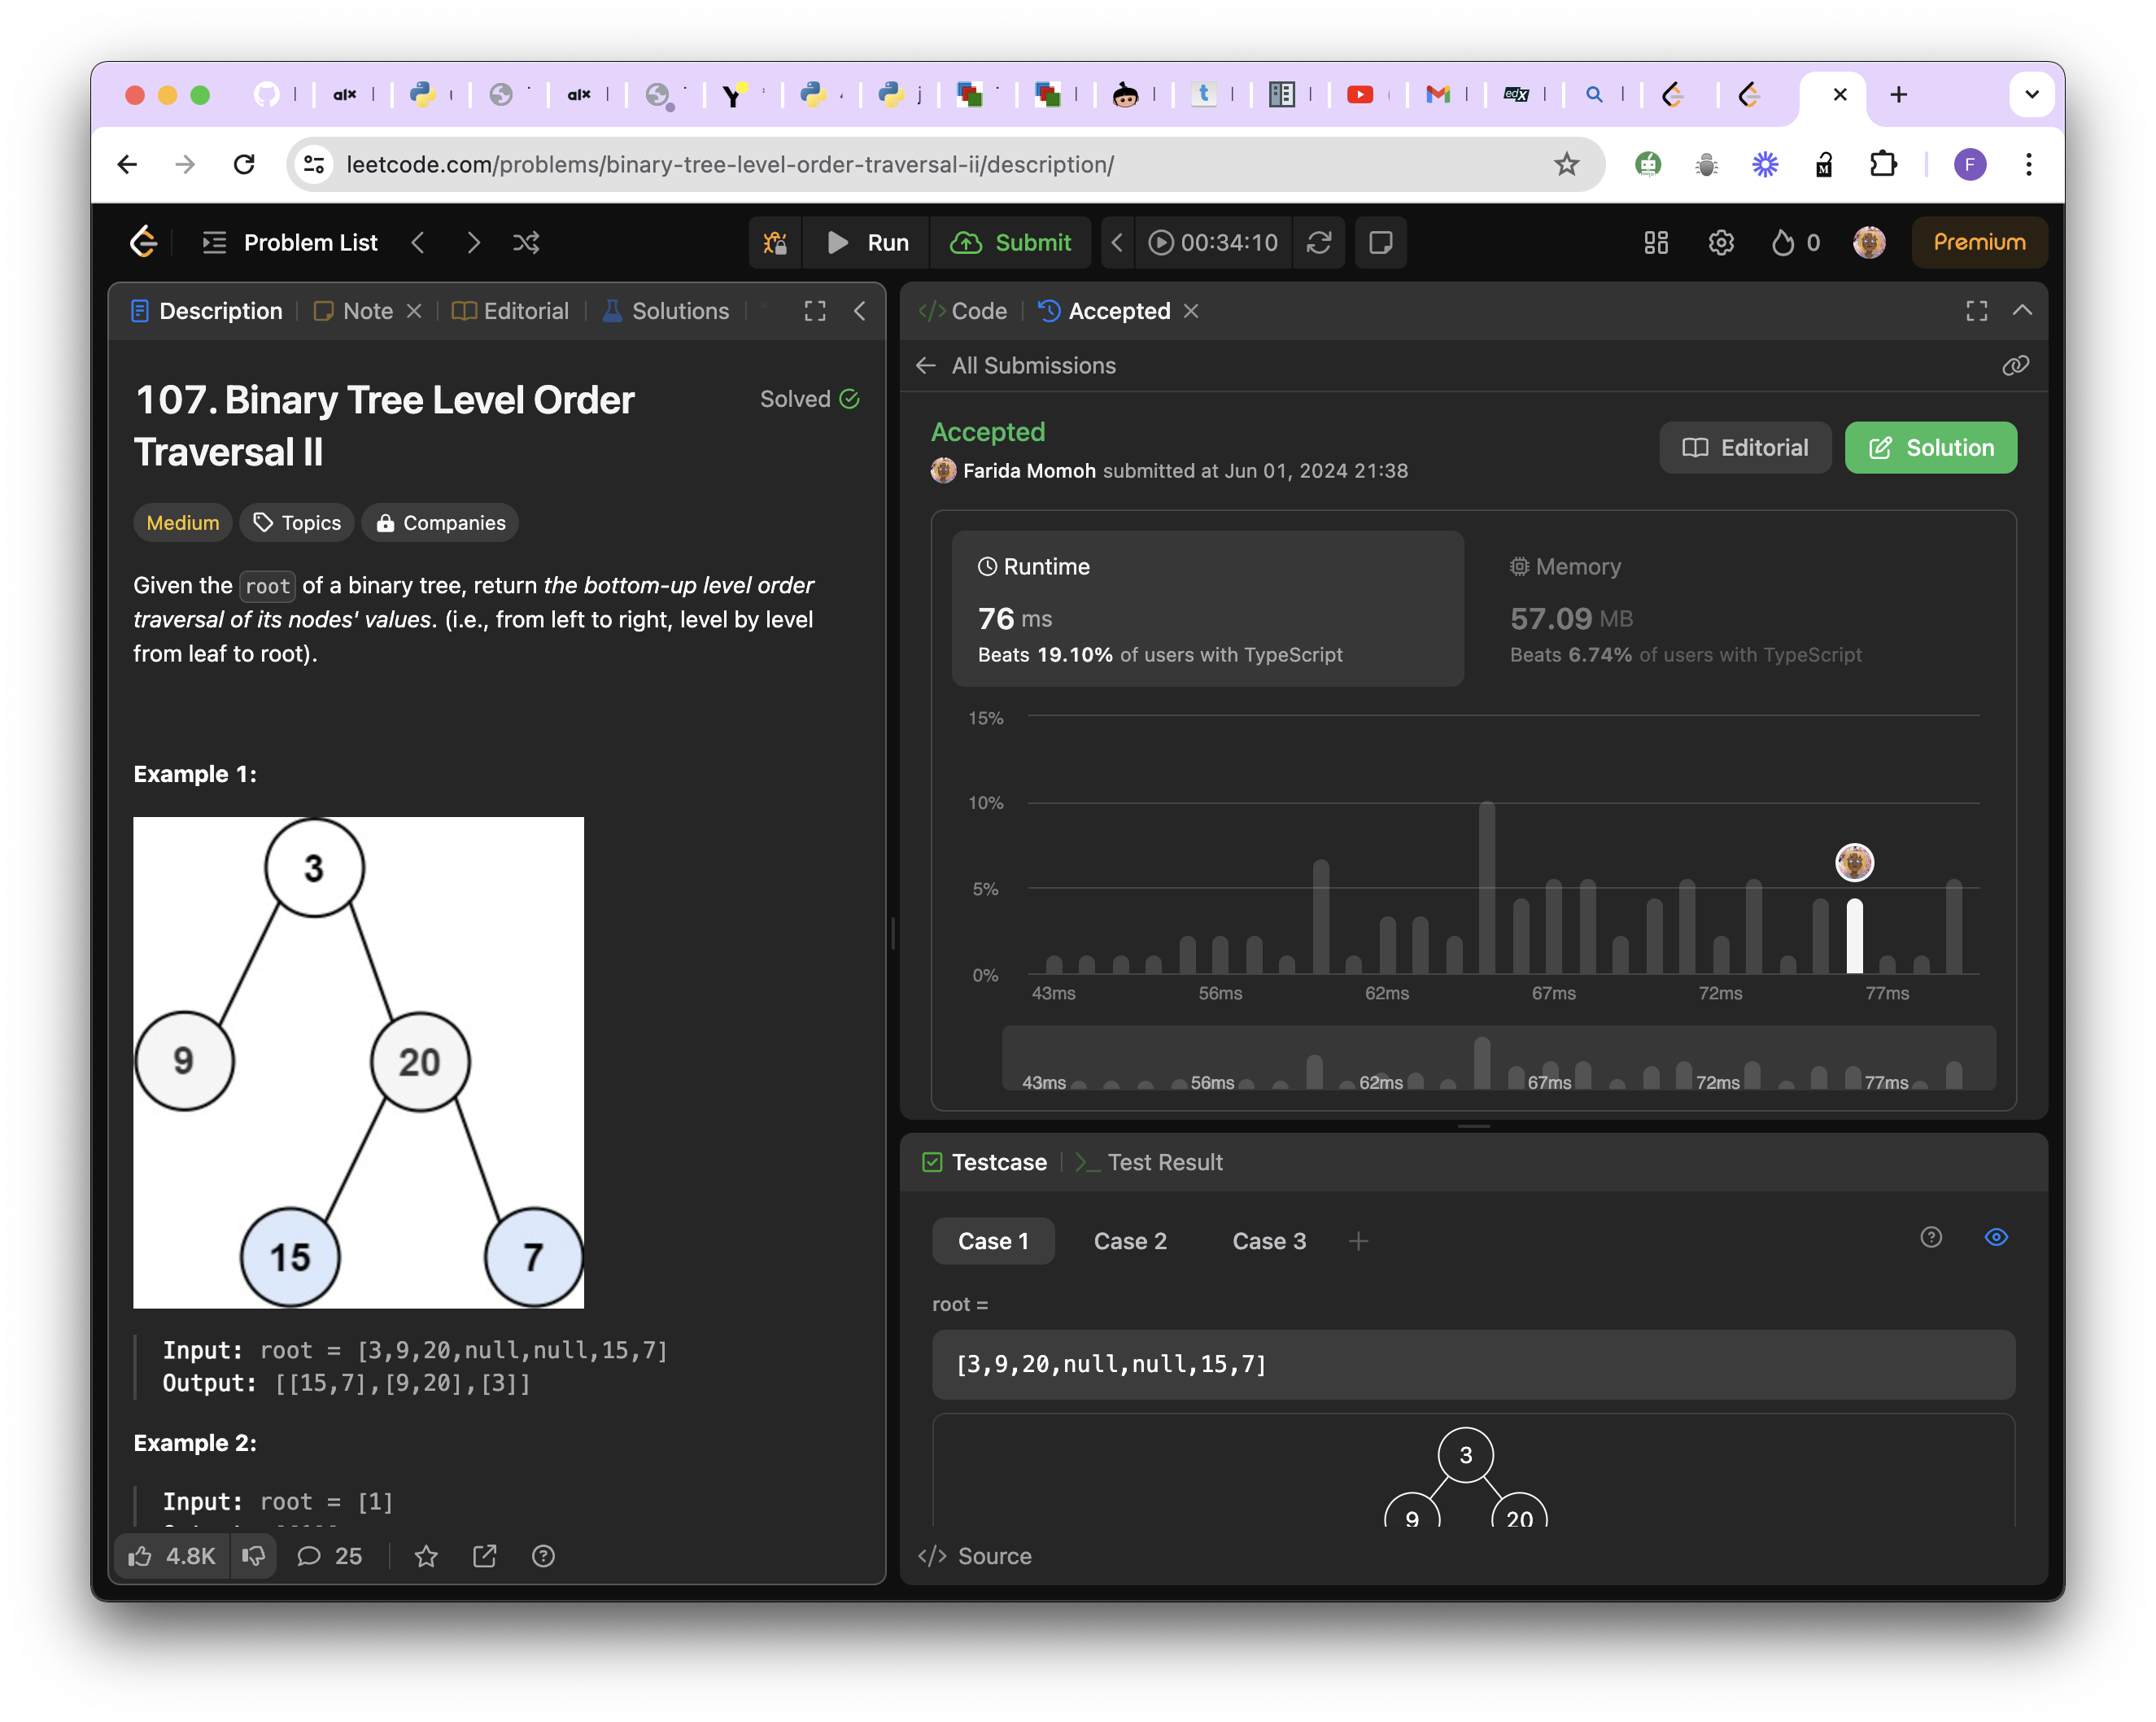 alx
alx
edX
leetcode.com/problems/binary-tree-level-order-traversal-ii/description/
M
F
Problem List
Run
Submit
00:34:10
0
Premium
Description
Note
Editorial
Solutions
107. Binary Tree Level Order
Traversal II
Solved
Medium
Topics
Companies
Given the root of a binary tree, return the bottom-up level order
traversal of its nodes' values. (i.e., from left to right, level by level
from leaf to root).
Example 1:
3
9
20
15
7
Input: root = [3,9,20,null,null,15,7]
Output: [[15,7],[9,20],[3]]
Example 2:
Input: root = [1]
4.8K
25
Code
Accepted
All Submissions
Accepted
Farida Momoh submitted at Jun 01, 2024 21:38
Editorial
Solution
Runtime
76 ms
Beats 19.10% of users with TypeScript
Memory
57.09 MB
Beats 6.74% of users with TypeScript
15%
10%
5%
0%
43ms 56ms 62ms 67ms 72ms 77ms
43ms 56ms 62ms 67ms 72ms 77ms
Testcase
Test Result
Case 1
Case 2
Case 3
root =
[3,9,20,null,null,15,7]
3
9
20
Source